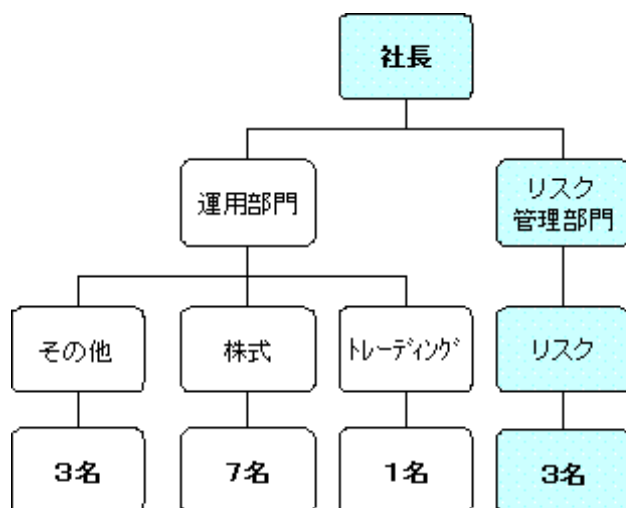 社長
運用部門
リスク
管理部門
その他
株式
ﾄﾚｰﾃﾞｨﾝｸﾞ
リスク
3名
7名
1名
3名